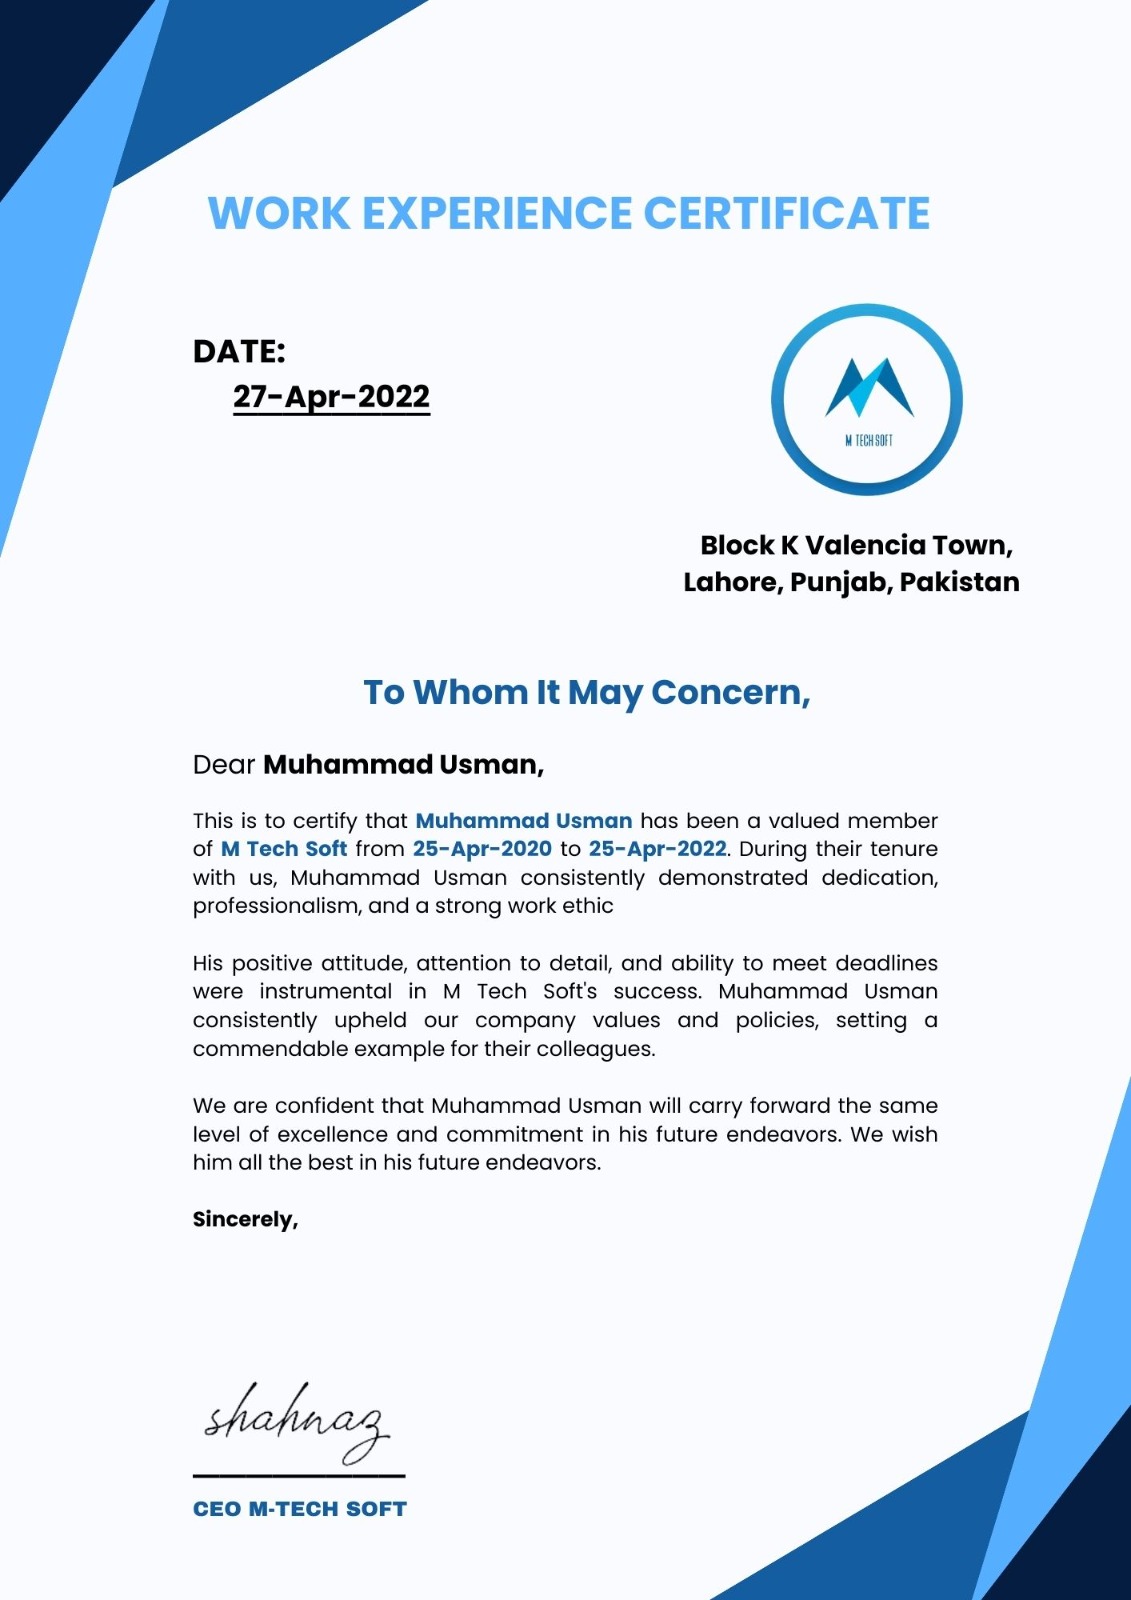 WORK EXPERIENCE CERTIFICATE
DATE:
27-Apr-2022
M TECH SOFT
Block K Valencia Town,
Lahore, Punjab, Pakistan
To Whom It May Concern,
Dear Muhammad Usman,
This is to certify that Muhammad Usman has been a valued member
of M Tech Soft from 25-Apr-2020 to 25-Apr-2022. During their tenure
with us, Muhammad Usman consistently demonstrated dedication,
professionalism, and a strong work ethic
His positive attitude, attention to detail, and ability to meet deadlines
were instrumental in M Tech Soft's success. Muhammad Usman
consistently upheld our company values and policies, setting a
commendable example for their colleagues.
We are confident that Muhammad Usman will carry forward the same
level of excellence and commitment in his future endeavors. We wish
him all the best in his future endeavors.
Sincerely,
shahnaz
CEO M-TECH SOFT